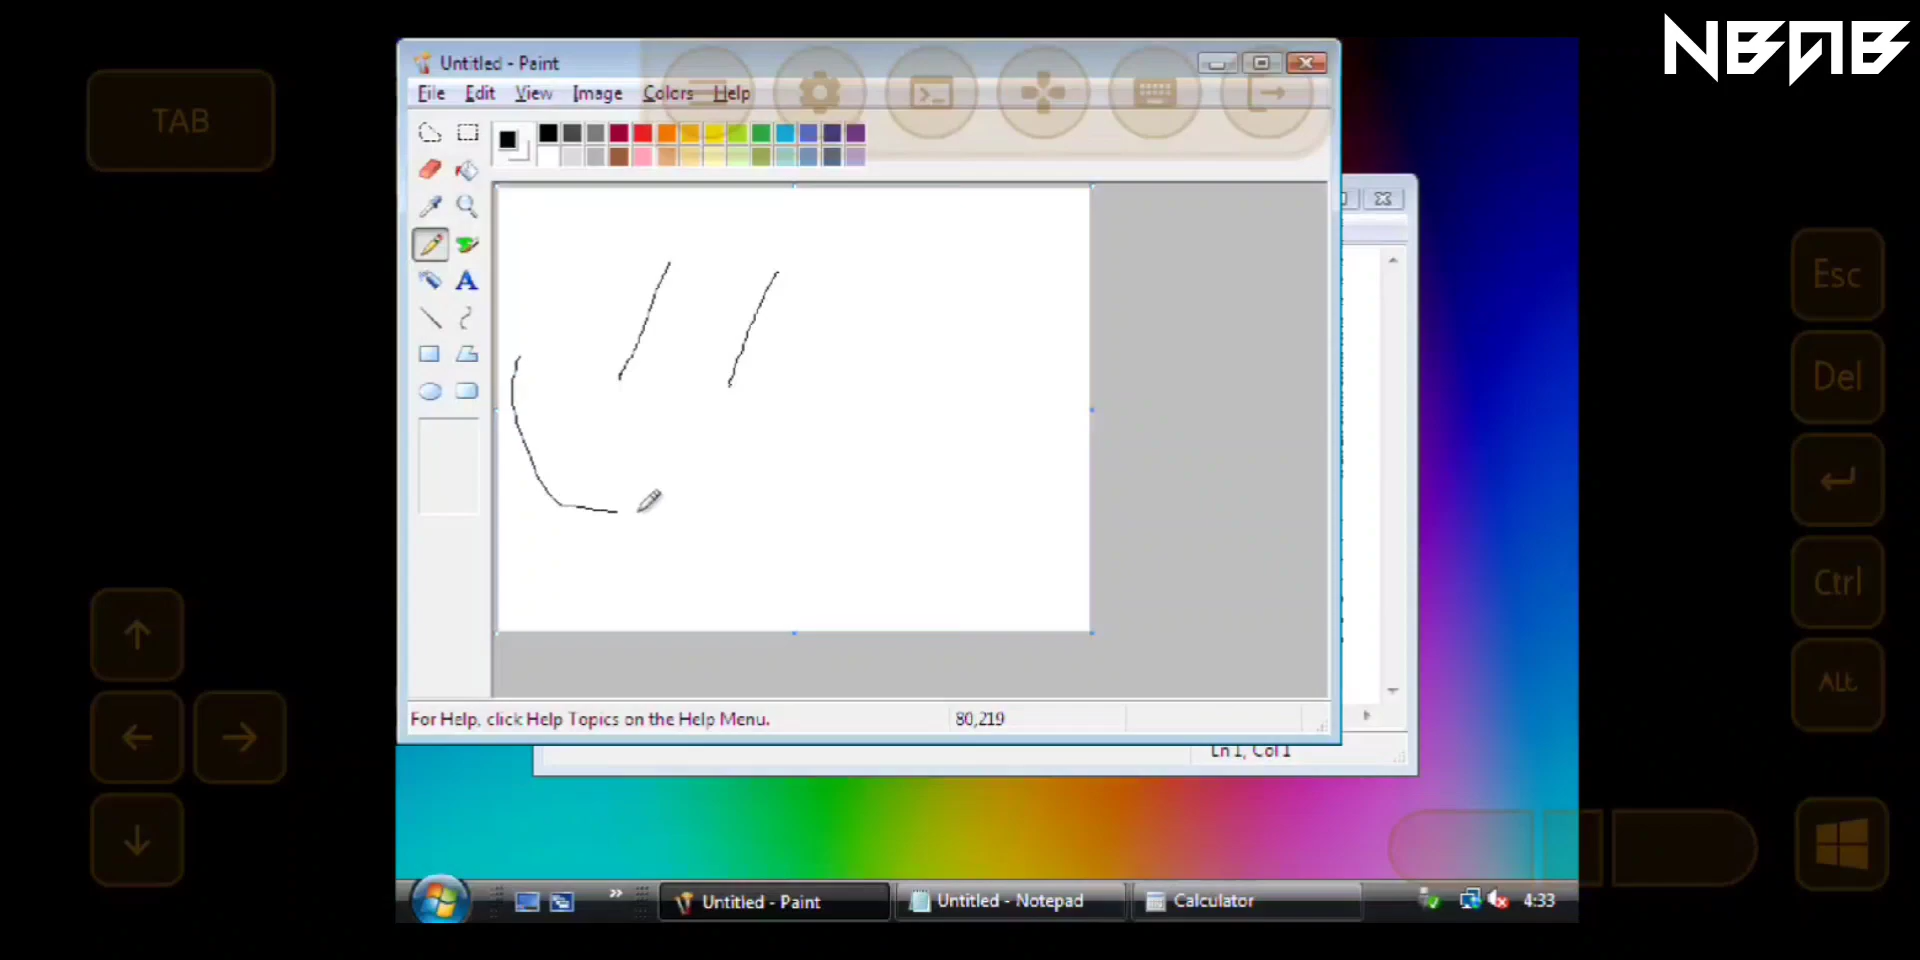 NBAB
TAB
Untitled - Paint
File Edit View Image Colors Help
Esc
Del
Ctrl
Alt
For Help, click Help Topics on the Help Menu.
80,219
Ln 1, Col 1
Untitled - Paint
Untitled - Notepad
Calculator
4:33